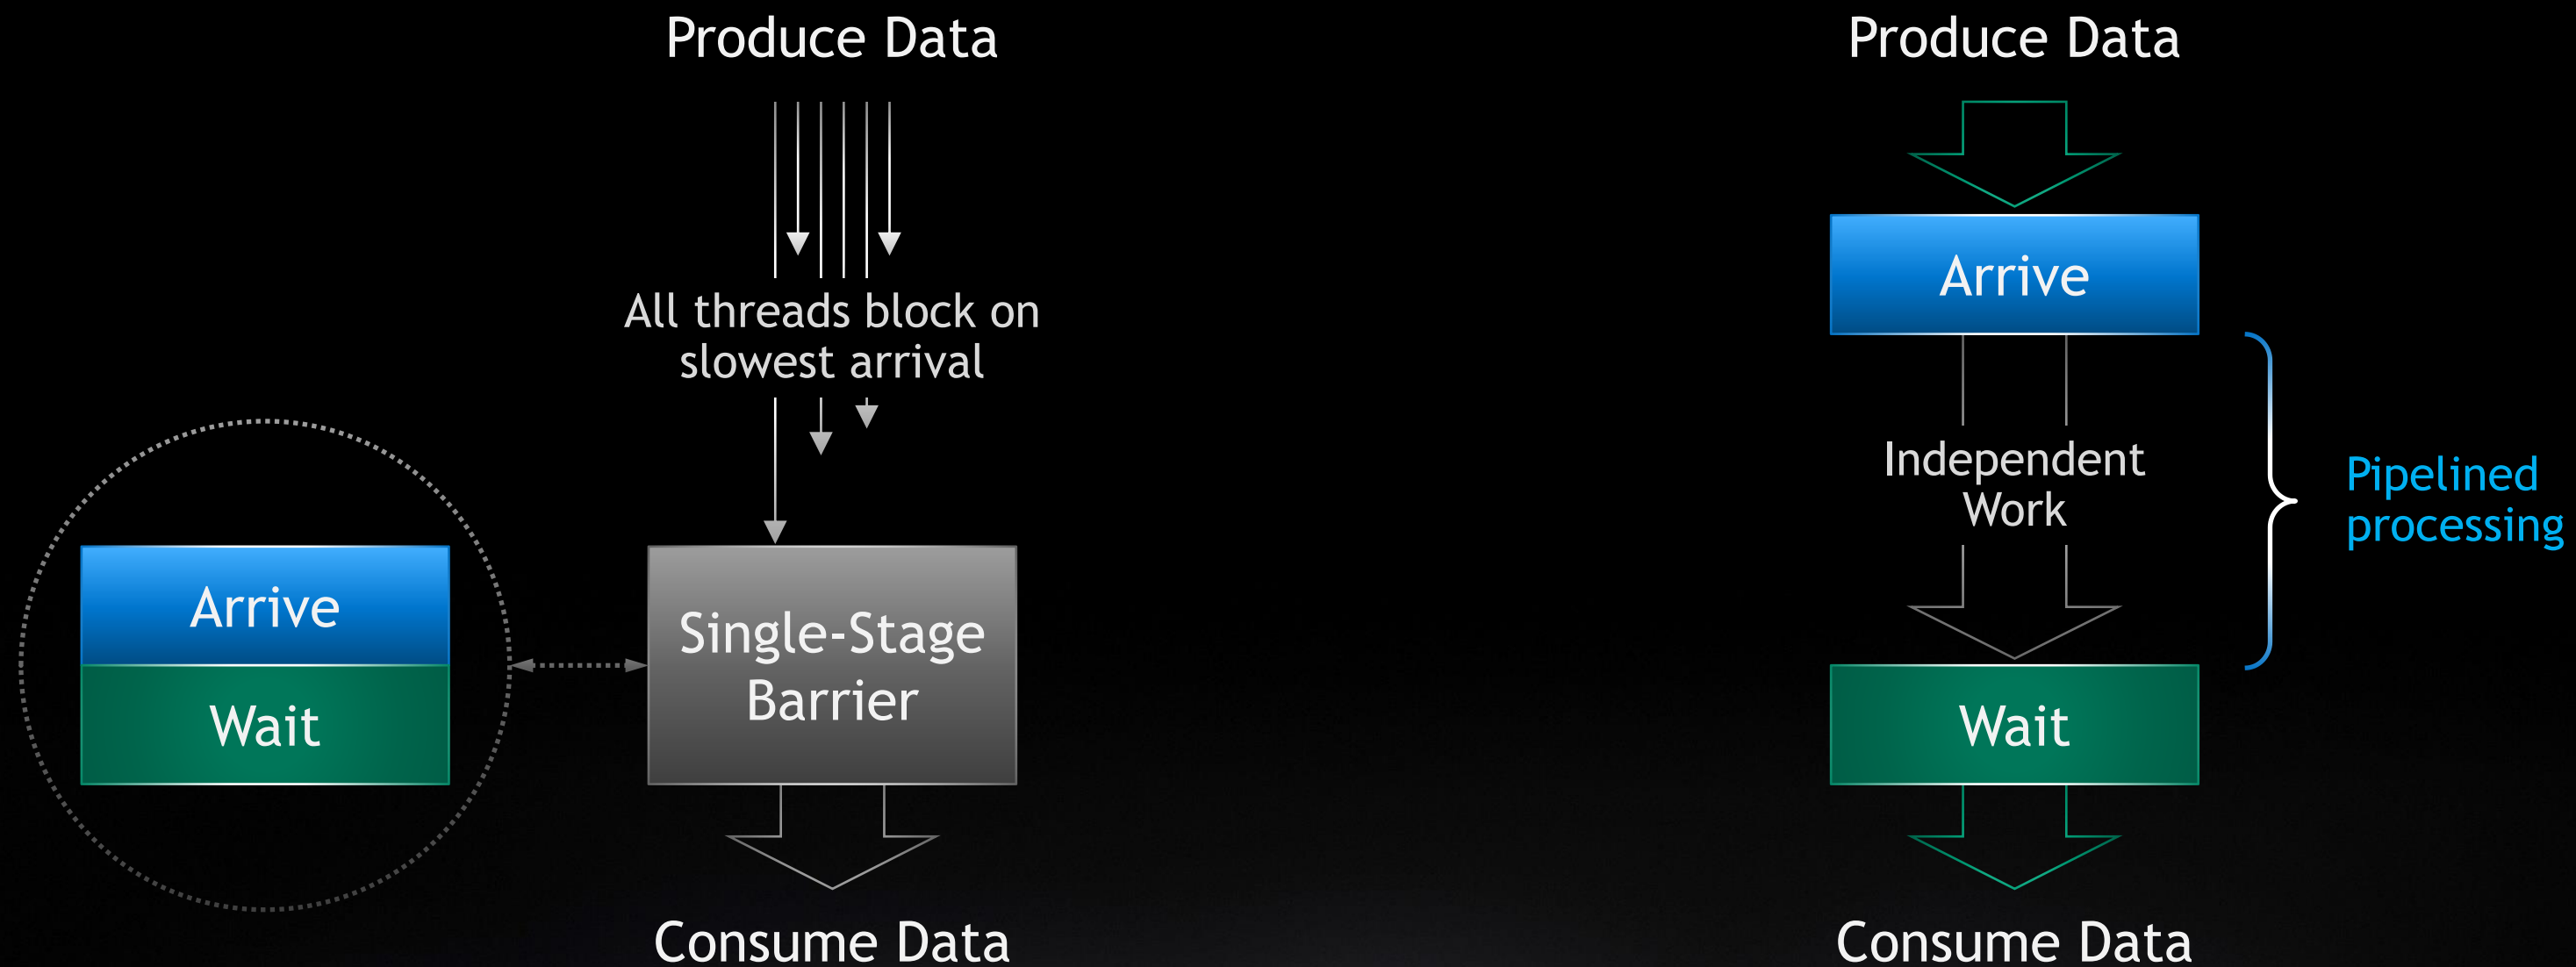 Produce Data
All threads block on
slowest arrival
Arrive
Wait
Single-Stage
Barrier
Consume Data
Produce Data
Arrive
Independent
Work
Pipelined
processing
Wait
Consume Data